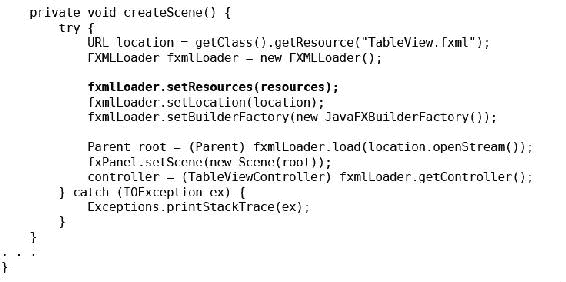 private void createScene() {
        try {
            URL location = getClass().getResource("TableView.fxml");
            FXMLLoader fxmlLoader = new FXMLLoader();

            fxmlLoader.setResources(resources);
            fxmlLoader.setLocation(location);
            fxmlLoader.setBuilderFactory(new JavaFXBuilderFactory());

            Parent root = (Parent) fxmlLoader.load(location.openStream());
            fxPanel.setScene(new Scene(root));
            controller = (TableViewController) fxmlLoader.getController();
        } catch (IOException ex) {
            Exceptions.printStackTrace(ex);
        }
    }
. . .
}